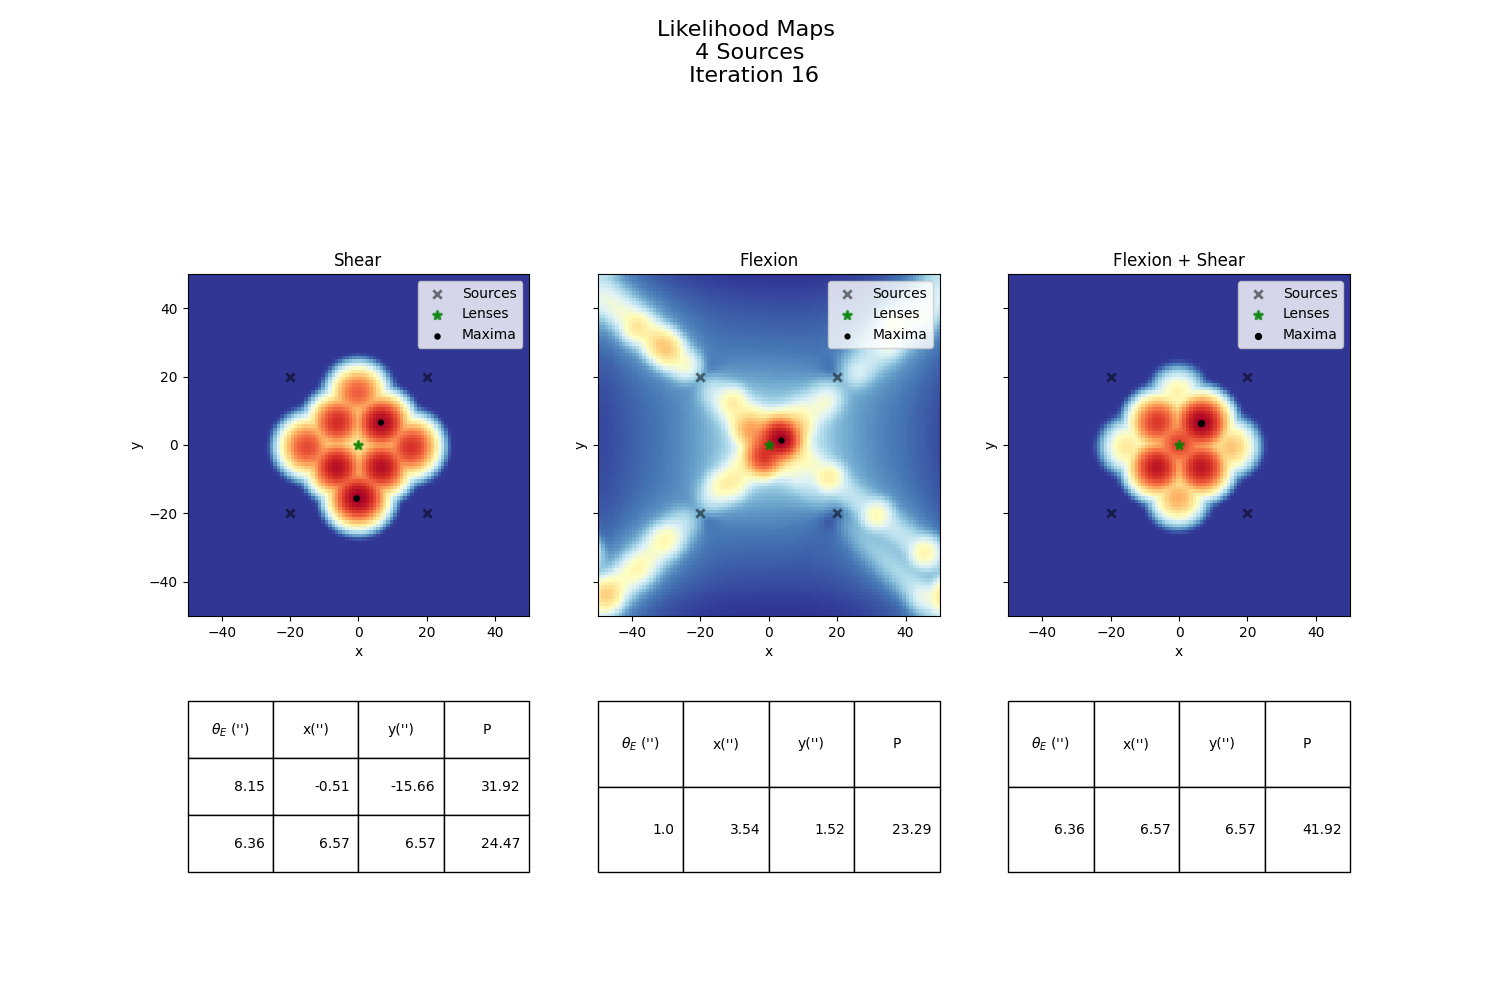 Likelihood Maps
4 Sources
Iteration 16
Shear
Sources
Lenses
Maxima
40
20
0
−20
−40
y
−40 −20 0 20 40
x
Flexion
Sources
Lenses
Maxima
y
−40 −20 0 20 40
x
Flexion + Shear
Sources
Lenses
Maxima
y
−40 −20 0 20 40
x
θE ('') x('') y('') P
8.15 -0.51 -15.66 31.92
6.36 6.57 6.57 24.47
θE ('') x('') y('') P
1.0 3.54 1.52 23.29
θE ('') x('') y('') P
6.36 6.57 6.57 41.92